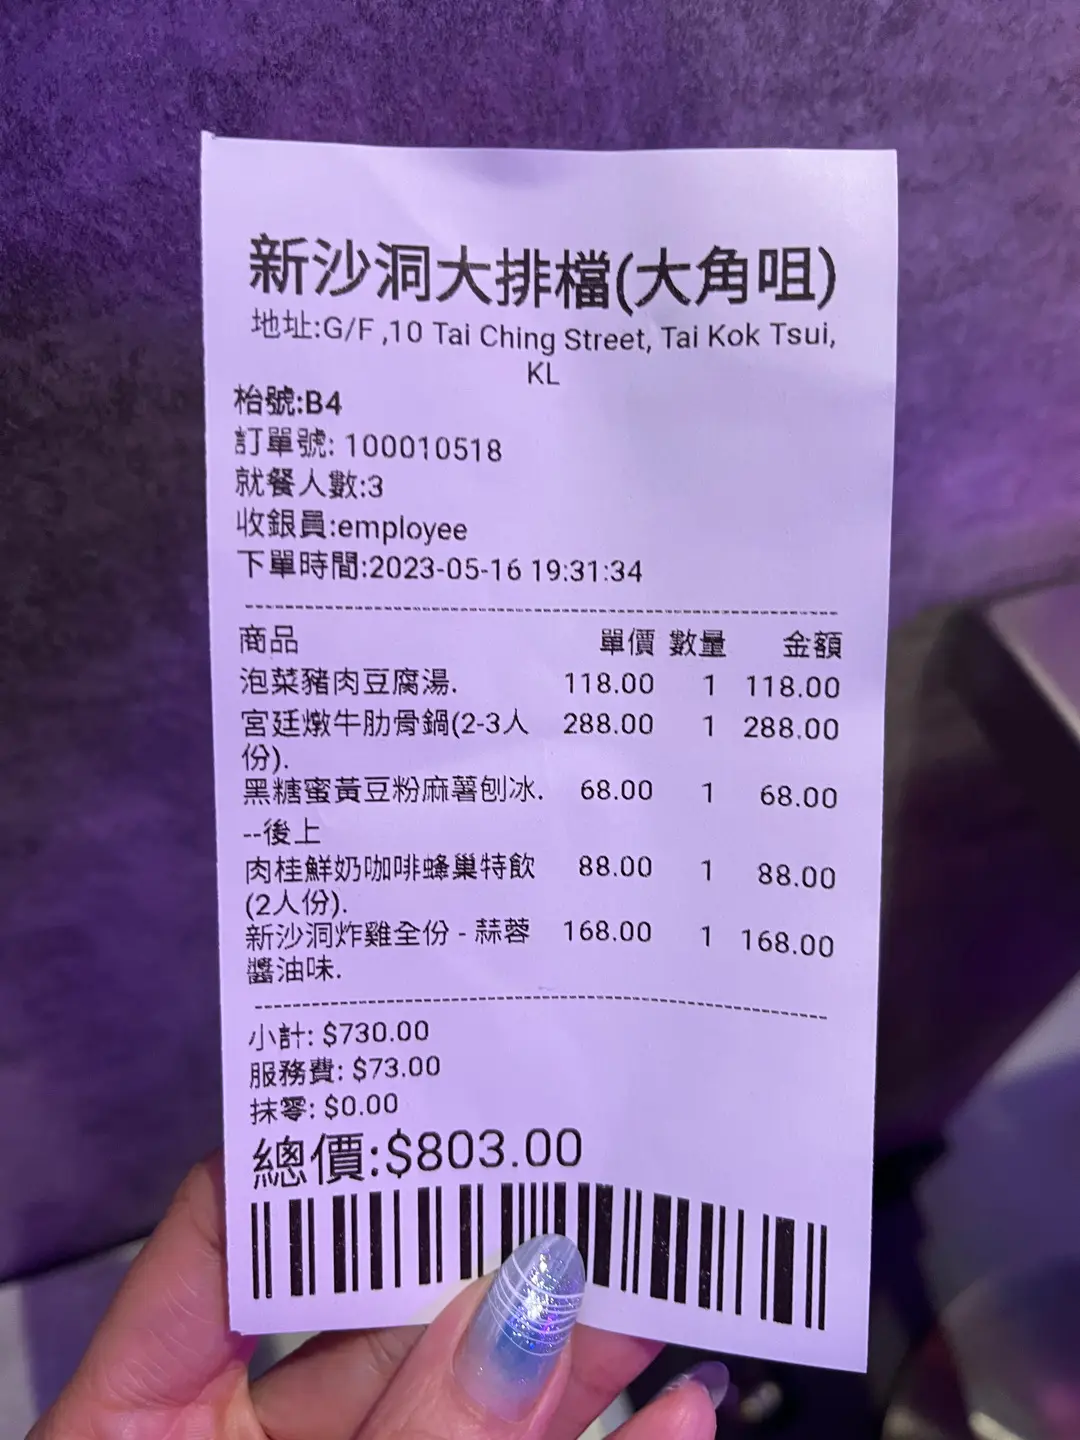 新沙洞大排檔(大角咀)
地址:G/F ,10 Tai Ching Street, Tai Kok Tsui,
KL
枱號:B4
訂單號: 100010518
就餐人數:3
收銀員:employee
下單時間:2023-05-16 19:31:34
商品 單價 數量 金額
泡菜豬肉豆腐湯. 118.00 1 118.00
宮廷燉牛肋骨鍋(2-3人 288.00 1 288.00
份).
黑糖蜜黃豆粉麻薯刨冰. 68.00 1 68.00
--後上
肉桂鮮奶咖啡蜂巢特飲 88.00 1 88.00
(2人份).
新沙洞炸雞全份 - 蒜蓉 168.00 1 168.00
醬油味.
小計: $730.00
服務費: $73.00
抹零: $0.00
總價:$803.00